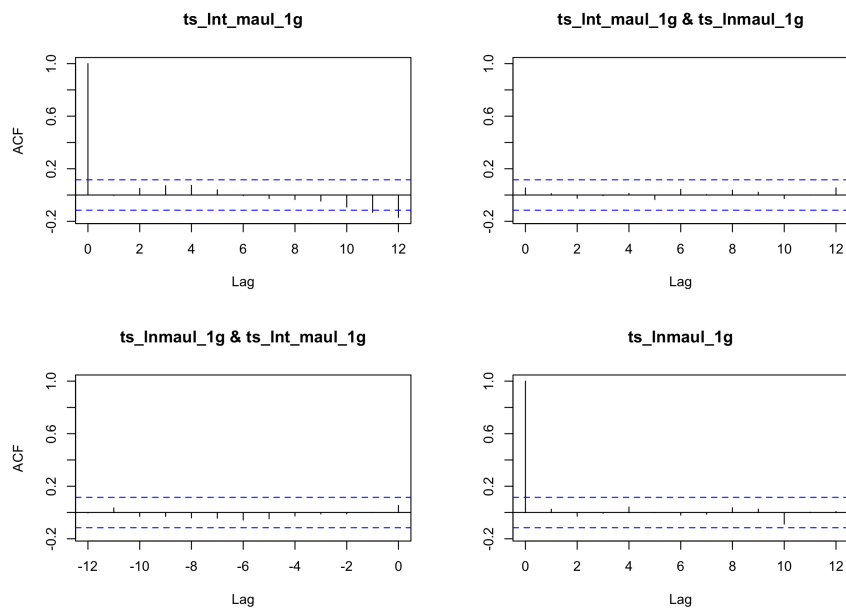 ts_lnt_maul_1g
ACF
1.0
0.6
0.2
-0.2
0 2 4 6 8 10 12
Lag
ts_lnt_maul_1g & ts_lnmaul_1g
1.0
0.6
0.2
-0.2
0 2 4 6 8 10 12
Lag
ts_lnmaul_1g & ts_lnt_maul_1g
ACF
1.0
0.6
0.2
-0.2
-12 -10 -8 -6 -4 -2 0
Lag
ts_lnmaul_1g
1.0
0.6
0.2
-0.2
0 2 4 6 8 10 12
Lag